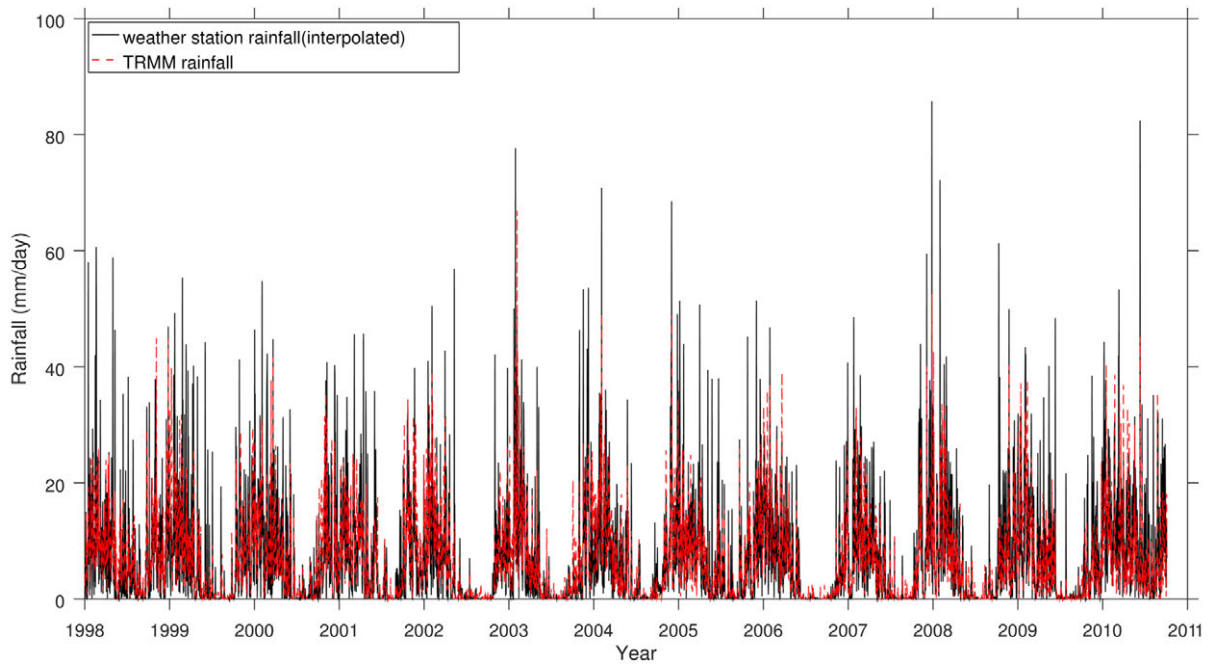 100
80
60
40
20
0
Rainfall (mm/day)
weather station rainfall(interpolated)
TRMM rainfall
1998 1999 2000 2001 2002 2003 2004 2005 2006 2007 2008 2009 2010 2011
Year